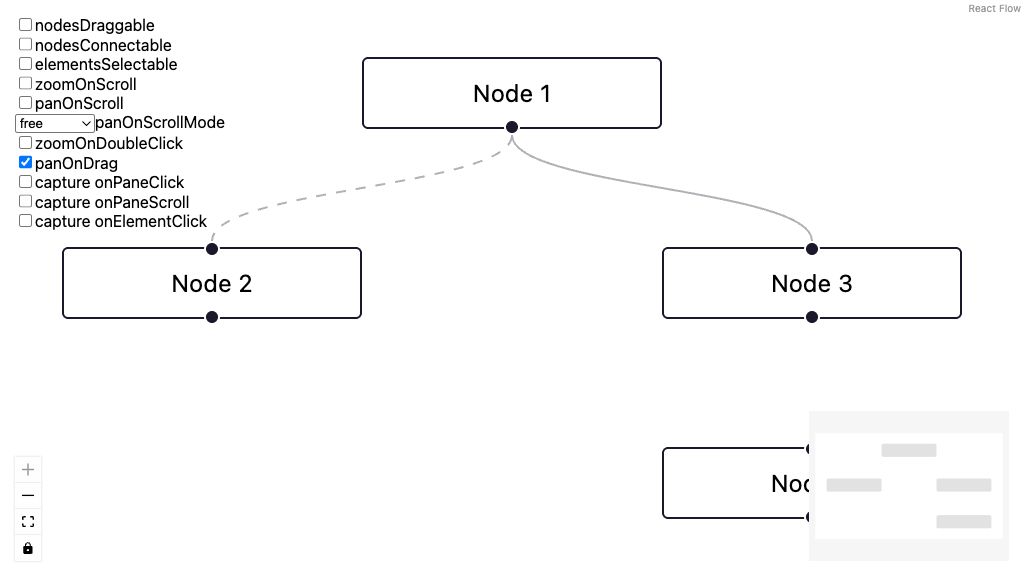 React Flow
nodesDraggable
nodesConnectable
elementsSelectable
zoomOnScroll
panOnScroll
free panOnScrollMode
zoomOnDoubleClick
panOnDrag
capture onPaneClick
capture onPaneScroll
capture onElementClick
Node 1
Node 2
Node 3